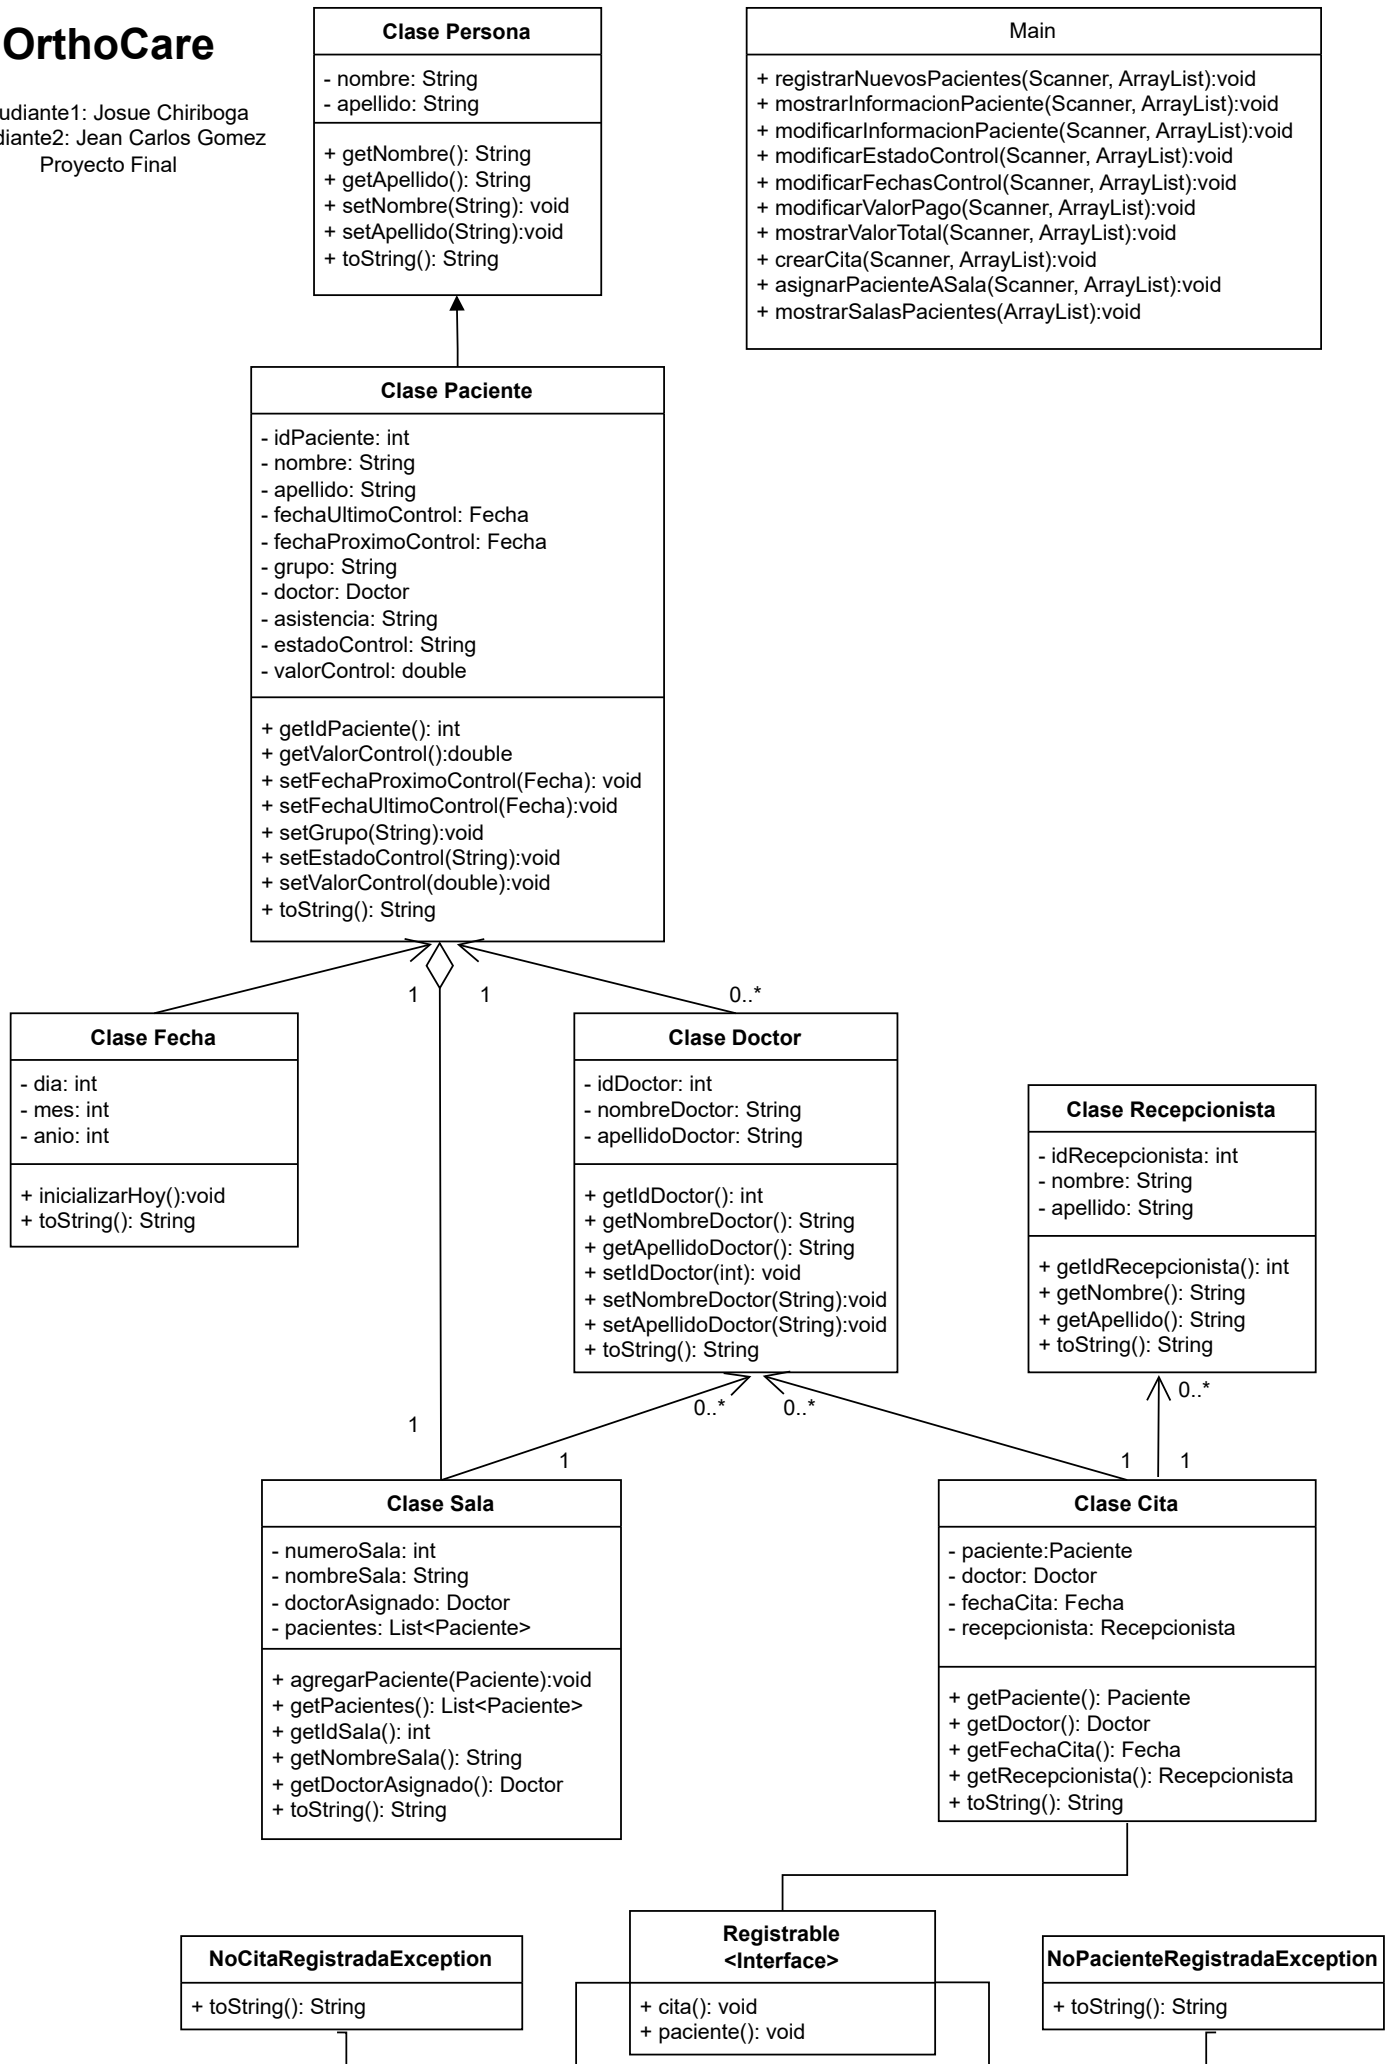 OrthoCare
udiante1: Josue Chiriboga
diante2: Jean Carlos Gomez
Proyecto Final
Clase Persona
- nombre: String
- apellido: String
+ getNombre(): String
+ getApellido(): String
+ setNombre(String): void
+ setApellido(String):void
+ toString(): String
Main
+ registrarNuevosPacientes(Scanner, ArrayList):void
+ mostrarInformacionPaciente(Scanner, ArrayList):void
+ modificarInformacionPaciente(Scanner, ArrayList):void
+ modificarEstadoControl(Scanner, ArrayList):void
+ modificarFechasControl(Scanner, ArrayList):void
+ modificarValorPago(Scanner, ArrayList):void
+ mostrarValorTotal(Scanner, ArrayList):void
+ crearCita(Scanner, ArrayList):void
+ asignarPacienteASala(Scanner, ArrayList):void
+ mostrarSalasPacientes(ArrayList):void
Clase Paciente
- idPaciente: int
- nombre: String
- apellido: String
- fechaUltimoControl: Fecha
- fechaProximoControl: Fecha
- grupo: String
- doctor: Doctor
- asistencia: String
- estadoControl: String
- valorControl: double
+ getIdPaciente(): int
+ getValorControl():double
+ setFechaProximoControl(Fecha): void
+ setFechaUltimoControl(Fecha):void
+ setGrupo(String):void
+ setEstadoControl(String):void
+ setValorControl(double):void
+ toString(): String
1
1
0..*
Clase Fecha
- dia: int
- mes: int
- anio: int
+ inicializarHoy():void
+ toString(): String
Clase Doctor
- idDoctor: int
- nombreDoctor: String
- apellidoDoctor: String
+ getIdDoctor(): int
+ getNombreDoctor(): String
+ getApellidoDoctor(): String
+ setIdDoctor(int): void
+ setNombreDoctor(String):void
+ setApellidoDoctor(String):void
+ toString(): String
Clase Recepcionista
- idRecepcionista: int
- nombre: String
- apellido: String
+ getIdRecepcionista(): int
+ getNombre(): String
+ getApellido(): String
+ toString(): String
0..*
0..*
0..*
1
1
1
1
Clase Sala
- numeroSala: int
- nombreSala: String
- doctorAsignado: Doctor
- pacientes: List<Paciente>
+ agregarPaciente(Paciente):void
+ getPacientes(): List<Paciente>
+ getIdSala(): int
+ getNombreSala(): String
+ getDoctorAsignado(): Doctor
+ toString(): String
Clase Cita
- paciente:Paciente
- doctor: Doctor
- fechaCita: Fecha
- recepcionista: Recepcionista
+ getPaciente(): Paciente
+ getDoctor(): Doctor
+ getFechaCita(): Fecha
+ getRecepcionista(): Recepcionista
+ toString(): String
NoCitaRegistradaException
+ toString(): String
Registrable
<Interface>
+ cita(): void
+ paciente(): void
NoPacienteRegistradaException
+ toString(): String